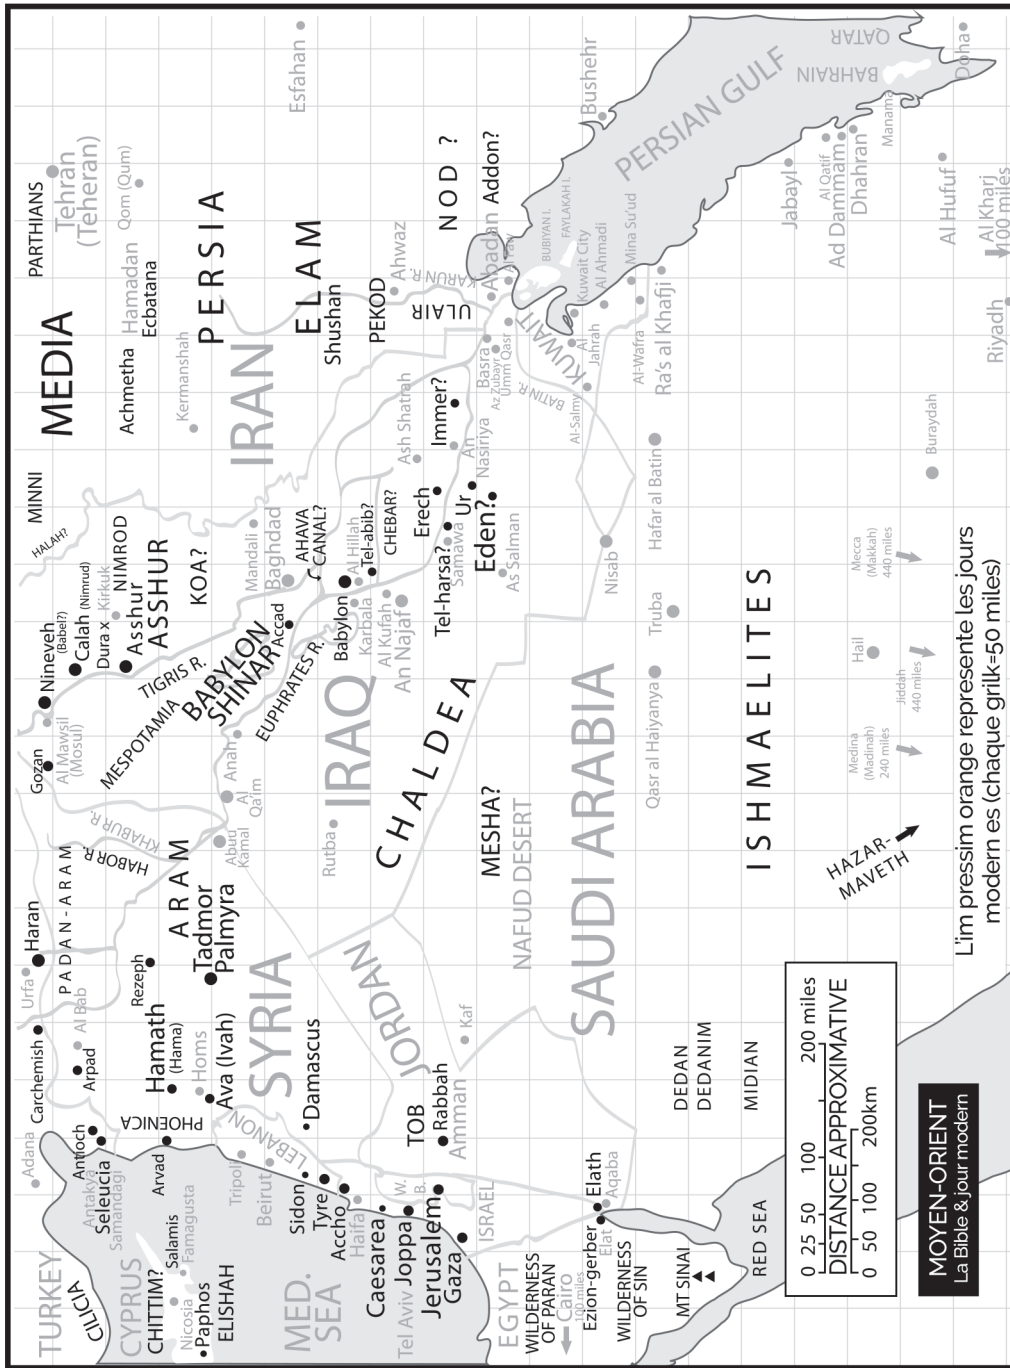 TURKEY
CILICIA
Adana
Carchemish
Urfa
Haran
PADAN-ARAM
Gozan
Al Mawsil
(Mosul)
Nineveh
(Babel?)
Calah (Nimrud)
HALAH?
MINNI
MEDIA
PARTHIANS
Tehran
(Teheran)
Antioch
Antakya
Seleucia
Samandagi
Arpad
Al Bab
KHABUR R.
HABOR R.
MESPOTAMIA
Dura x Kirkuk
NIMROD
Asshur
ASSHUR
Achmetha
Hamadan
Ecbatana
Qom (Qum)
CYPRUS
CHITTIM?
Nicosia
Paphos
ELISHAH
Salamis
Famagusta
Arvad
PHOENICA
Hamath
(Hama)
Homs
Ava (Ivah)
Rezeph
ARAM
Tadmor
Palmyra
TIGRIS R.
BABYLON
SHINAR
KOA?
Kermanshah
PERSIA
IRAN
Tripoli
LEBANON
Beirut
SYRIA
Abuu
Kamal
Al
Qa'im
Anah
EUPHRATES R.
Accad
Mandali
Baghdad
AHAVA
CANAL?
Esfahan
ELAM
Shushan
MED.
SEA
Sidon
Tyre
Accho
Haifa
Damascus
Rutba
IRAQ
Babylon
Karbala
Al Hillah
Tel-abib?
Al Kufah
An Najaf
CHEBAR?
Ash Shatrah
PEKOD
Ahwaz
KARUN R.
ULAIR
NOD ?
Caesarea
Tel Aviv
Joppa
Jerusalem
Gaza
W.
B.
ISRAEL
JORDAN
TOB
Rabbah
Amman
Kaf
CHALDEA
Tel-harsa?
Samawa
Erech
Ur
Eden?
As Salman
Immer?
An
Nasiriya
Basra
Az Zubayr
Umm Qasr
Abadan
Al Faw
Addon?
EGYPT
WILDERNESS
OF PARAN
Cairo
100 miles
MESHA?
NAFUD DESERT
BATIN R.
KUWAIT
BUBIYAN I.
FAYLAKAH I.
Kuwait City
Al Ahmadi
Al
Jahrah
Al-Salmy
Bushehr
Ezion-gerber
Elat
Elath
Aqaba
WILDERNESS
OF SIN
SAUDI ARABIA
Nisab
Mina Su'ud
Al-Wafra
Ra's al Khafji
PERSIAN GULF
MT SINAI
DEDAN
DEDANIM
Qasr al Haiyanya
Truba
Hafar al Batin
RED SEA
MIDIAN
ISHMAELITES
Jabayl
0 25 50 100 200 miles
DISTANCE APPROXIMATIVE
0 50 100 200km
HAZAR-
MAVETH
Medina
(Madinah)
240 miles
Hail
Jiddah
440 miles
Mecca
(Makkah)
440 miles
Buraydah
Al Qatif
Ad Dammam
Dhahran
Manama
BAHRAIN
QATAR
Al Hufuf
Doha
Riyadh
Al Kharj
400 miles
MOYEN-ORIENT
La Bible & jour modern
L'im pressim orange represente les jours
modern es (chaque grilk=50 miles)